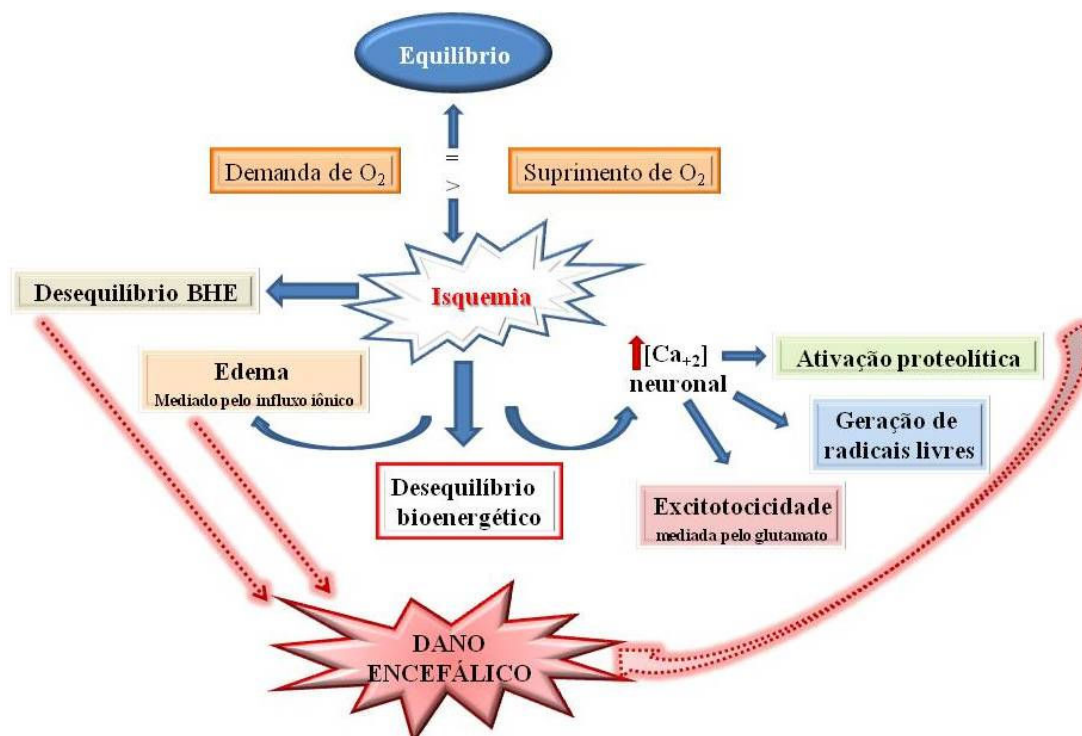 Equilíbrio
Demanda de O₂
=
>
Suprimento de O₂
Isquemia
Desequilíbrio BHE
Edema
Mediado pelo influxo iônico
[Ca₊₂]
neuronal
Ativação proteolítica
Geração de
radicais livres
Excitotocicidade
mediada pelo glutamato
Desequilíbrio
bioenergético
DANO
ENCEFÁLICO